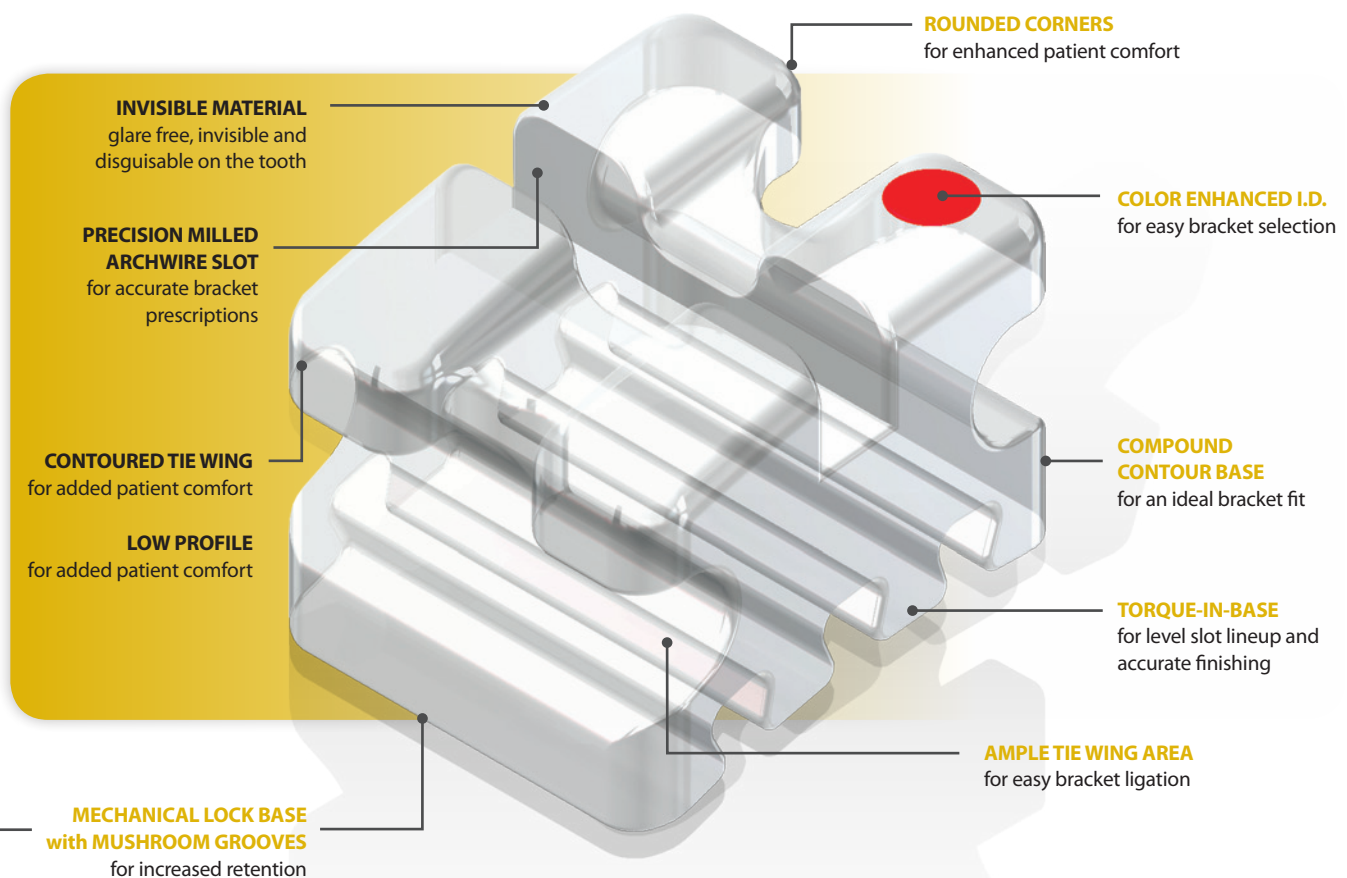 ROUNDED CORNERS
for enhanced patient comfort
INVISIBLE MATERIAL
glare free, invisible and
disguisable on the tooth
COLOR ENHANCED I.D.
for easy bracket selection
PRECISION MILLED
ARCHWIRE SLOT
for accurate bracket
prescriptions
CONTOURED TIE WING
for added patient comfort
COMPOUND
CONTOUR BASE
for an ideal bracket fit
LOW PROFILE
for added patient comfort
TORQUE-IN-BASE
for level slot lineup and
accurate finishing
AMPLE TIE WING AREA
for easy bracket ligation
MECHANICAL LOCK BASE
with MUSHROOM GROOVES
for increased retention